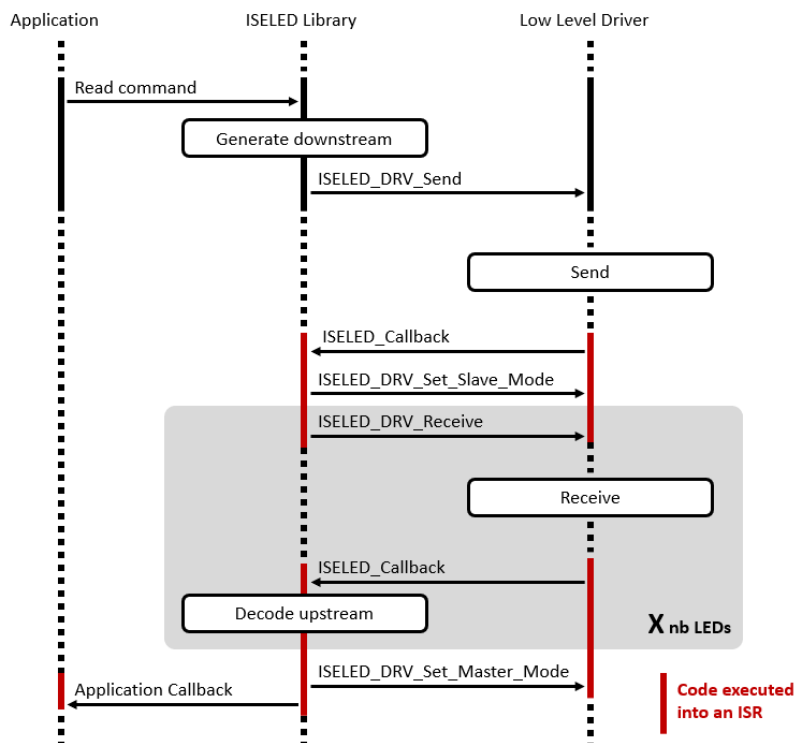 Application
ISELED Library
Low Level Driver
Read command
Generate downstream
ISELED_DRV_Send
Send
ISELED_Callback
ISELED_DRV_Set_Slave_Mode
ISELED_DRV_Receive
Receive
ISELED_Callback
Decode upstream
X nb LEDs
ISELED_DRV_Set_Master_Mode
Application Callback
Code executed
into an ISR